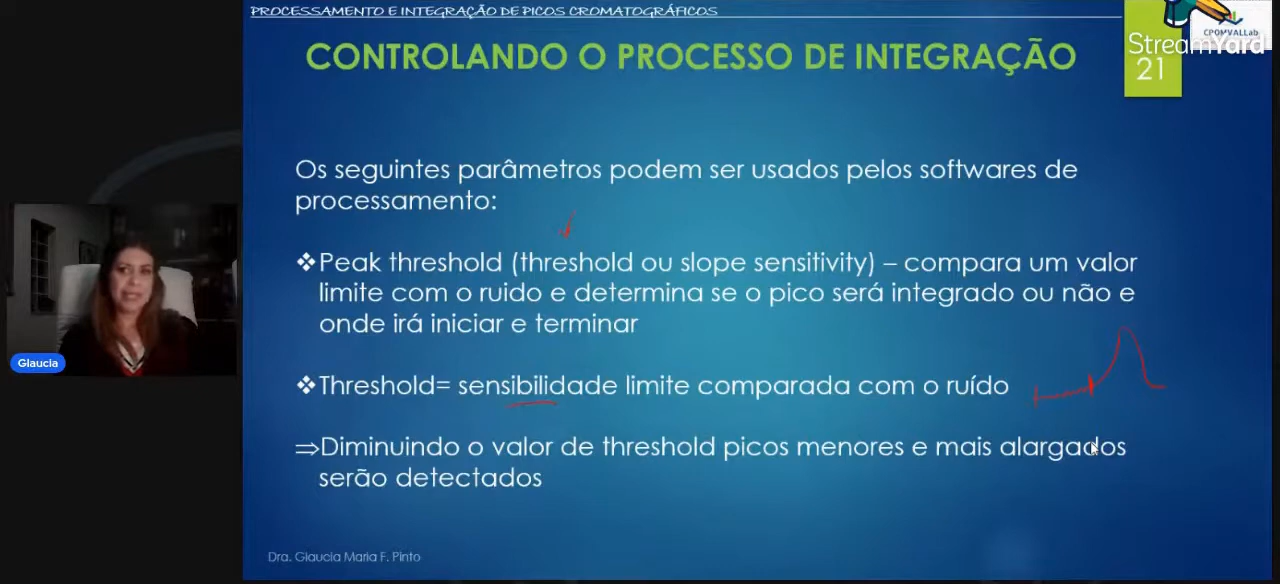 PROCESSAMENTO E INTEGRAÇÃO DE PICOS CROMATOGRÁFICOS
CPQMVALLab
StreamYard
CONTROLANDO O PROCESSO DE INTEGRAÇÃO
21
Os seguintes parâmetros podem ser usados pelos softwares de
processamento:
❖Peak threshold (threshold ou slope sensitivity) – compara um valor
limite com o ruido e determina se o pico será integrado ou não e
onde irá iniciar e terminar
Glaucia
❖Threshold= sensibilidade limite comparada com o ruído
⇒Diminuindo o valor de threshold picos menores e mais alargados
serão detectados
Dra. Glaucia Maria F. Pinto